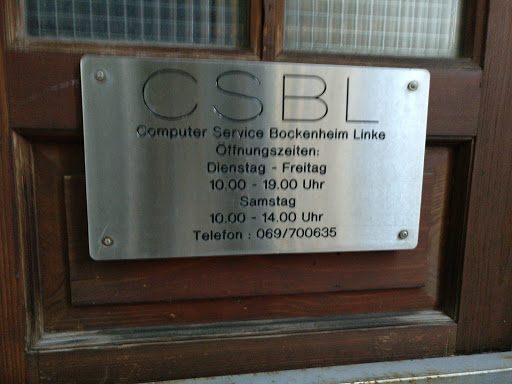 CSBL
Computer Service Bockenheim Linke
Öffnungszeiten:
Dienstag - Freitag
10.00 - 19.00 Uhr
Samstag
10.00 - 14.00 Uhr
Telefon : 069/700635